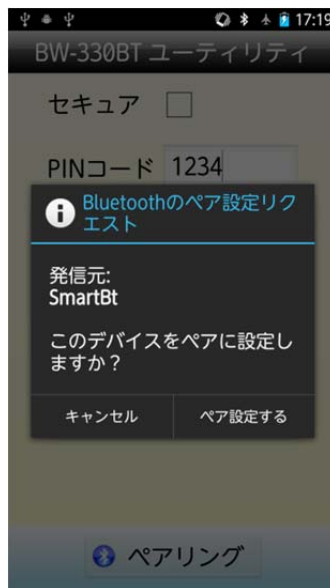 17:19
BW-330BT ユーティリティ
セキュア
PINコード 1234
Bluetoothのペア設定リク
エスト
発信元:
SmartBt
このデバイスをペアに設定し
ますか？
キャンセル ペア設定する
ペアリング